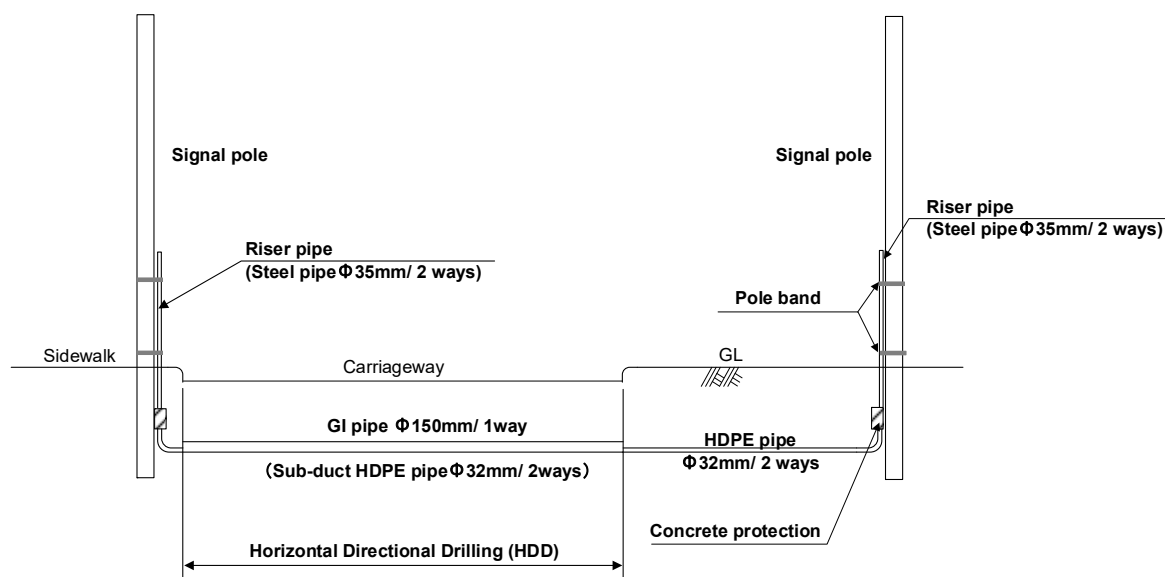 Signal pole
Signal pole
Riser pipe
(Steel pipeΦ35mm/ 2 ways)
Riser pipe
(Steel pipeΦ35mm/ 2 ways)
Pole band
Sidewalk
Carriageway
GL
GI pipe Φ150mm/ 1way
(Sub-duct HDPE pipeΦ32mm/ 2ways)
HDPE pipe
Φ32mm/ 2 ways
Concrete protection
Horizontal Directional Drilling (HDD)